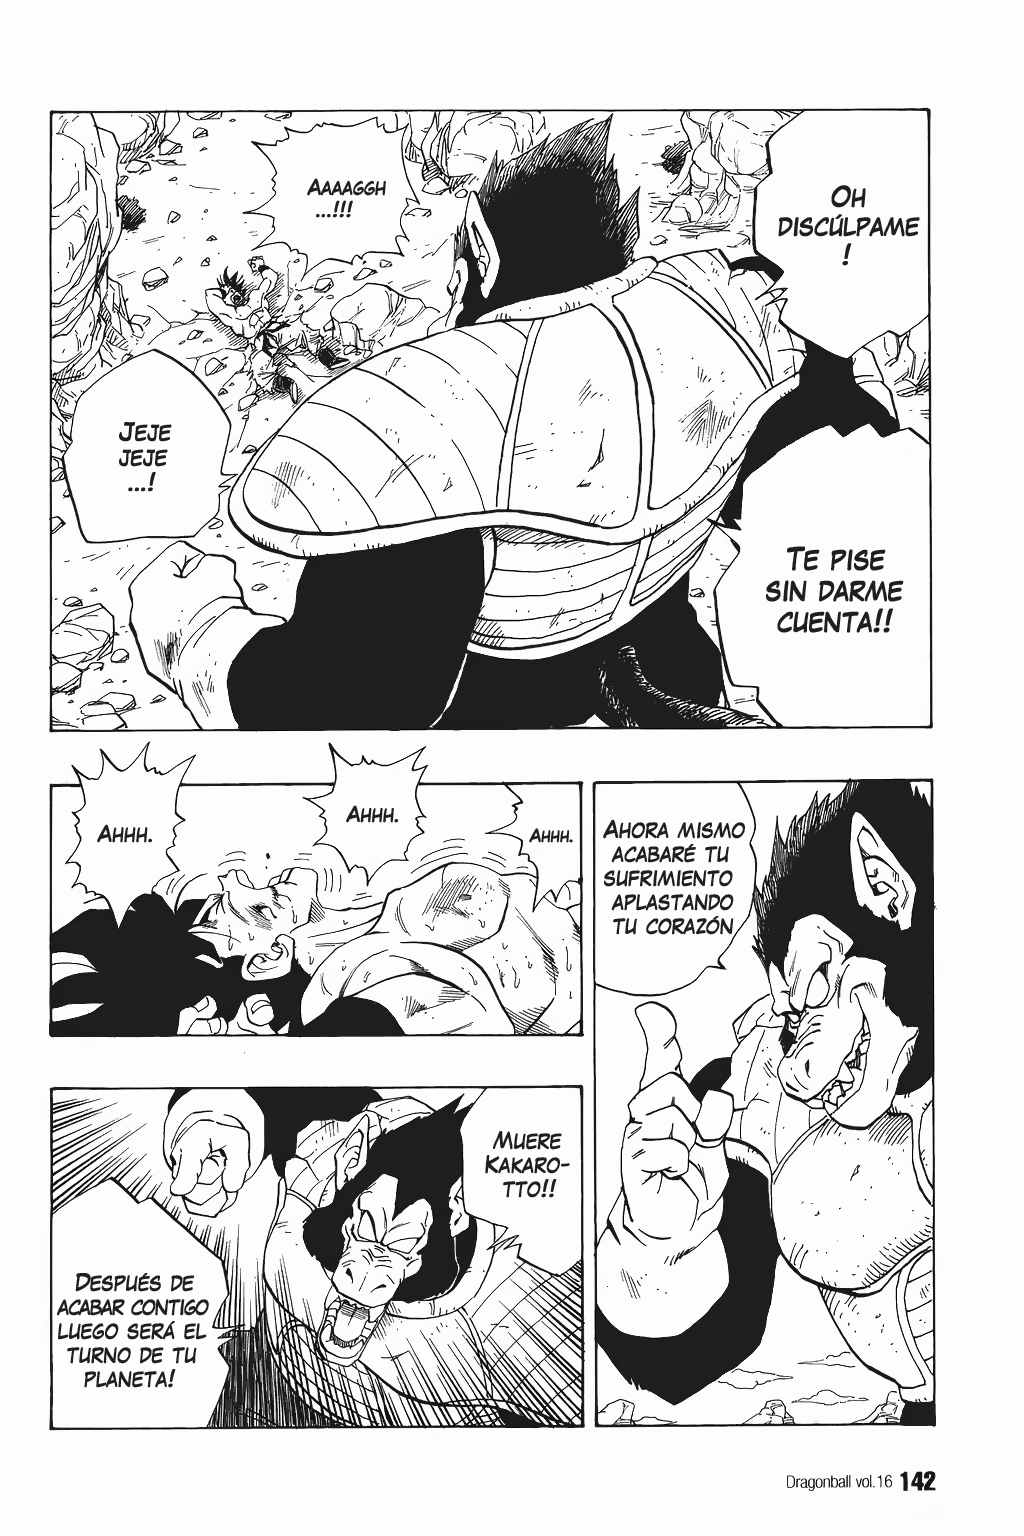 OH
DISCÚLPAME
!
AAAAGGH
...!!!
JEJE
JEJE
...!
TE PISE
SIN DARME
CUENTA!!
AHHH.
AHHH.
AHHH.
AHORA MISMO
ACABARÉ TU
SUFRIMIENTO
APLASTANDO
TU CORAZÓN
MUERE
KAKARO-
TTO!!
DESPUÉS DE
ACABAR CONTIGO
LUEGO SERÁ EL
TURNO DE TU
PLANETA!
Dragonball vol.16 142